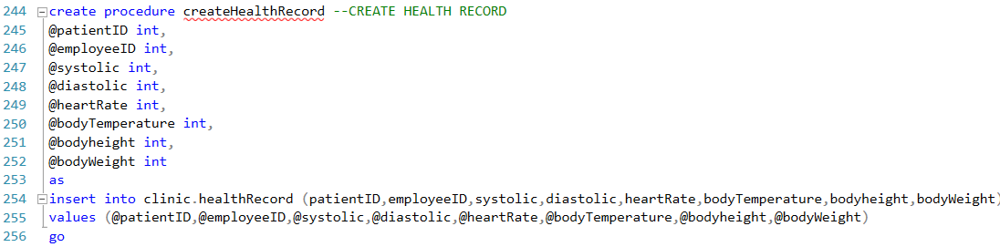 244 create procedure createHealthRecord --CREATE HEALTH RECORD
245 @patientID int,
246 @employeeID int,
247 @systolic int,
248 @diastolic int,
249 @heartRate int,
250 @bodyTemperature int,
251 @bodyheight int,
252 @bodyWeight int
253 as
254 insert into clinic.healthRecord (patientID,employeeID,systolic,diastolic,heartRate,bodyTemperature,bodyheight,bodyWeight)
255 values (@patientID,@employeeID,@systolic,@diastolic,@heartRate,@bodyTemperature,@bodyheight,@bodyWeight)
256 go